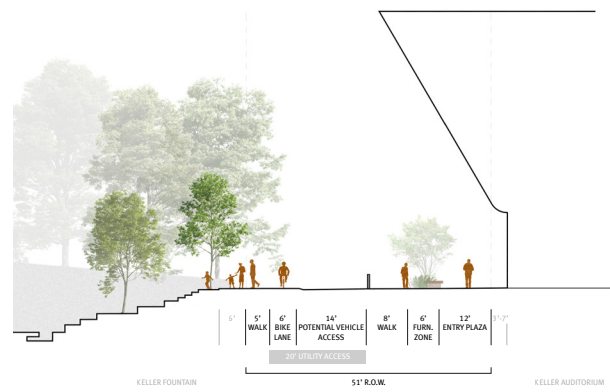 6'
5'
WALK
6'
BIKE
LANE
14'
POTENTIAL VEHICLE
ACCESS
8'
WALK
6'
FURN.
ZONE
12'
ENTRY PLAZA
3'-7'
20' UTILITY ACCESS
KELLER FOUNTAIN
51' R.O.W.
KELLER AUDITORIUM